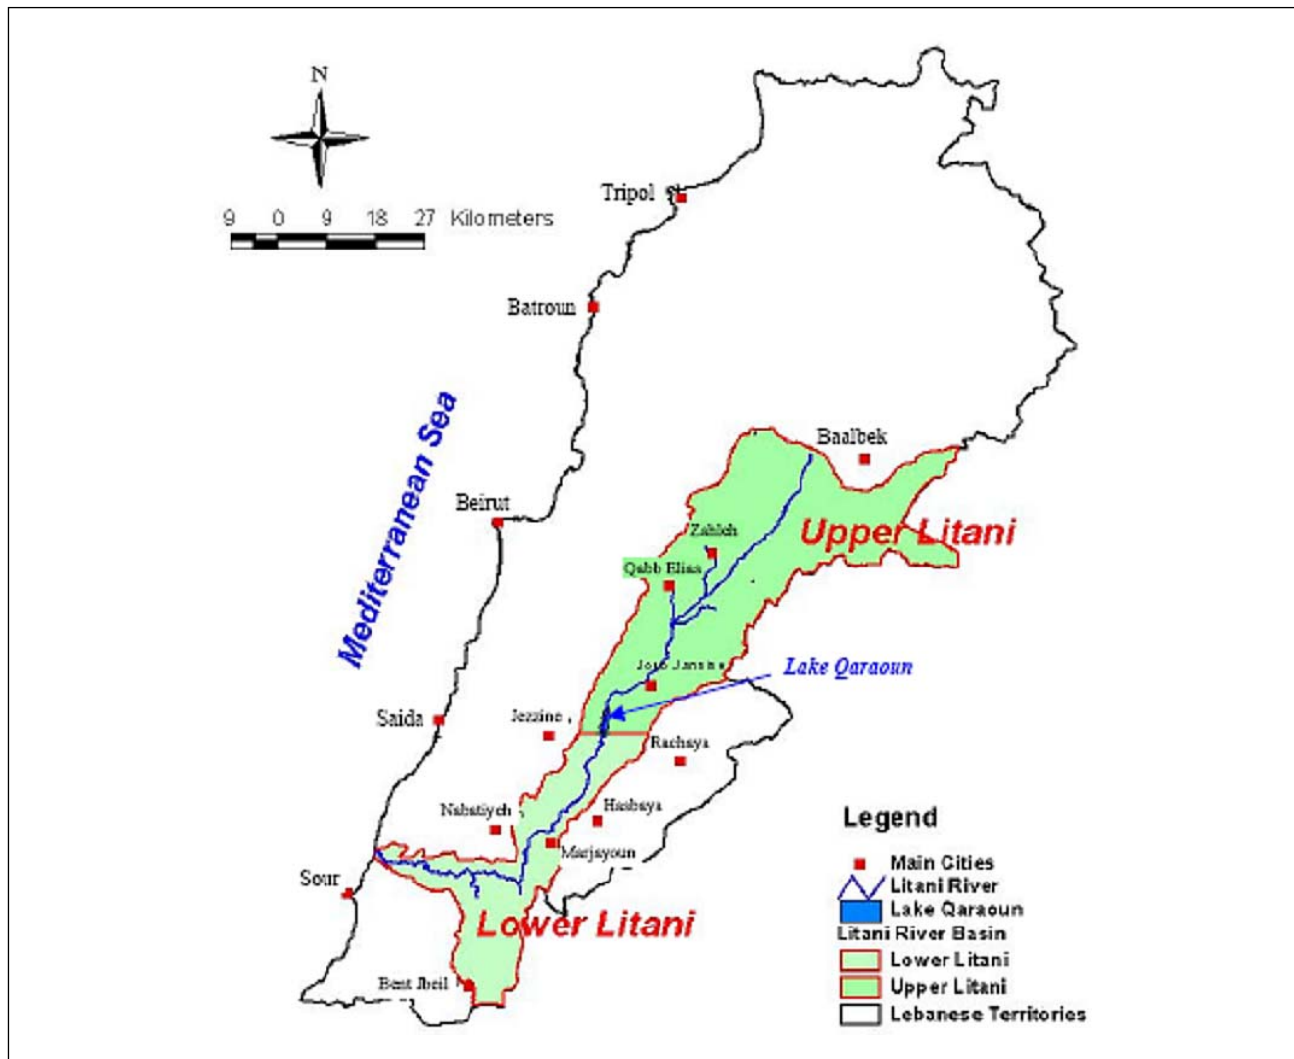 N
9 0 9 18 27 Kilometers
Tripol
Batroun
Mediterranean Sea
Baalbek
Beirut
Upper Litani
Zahleh
Qabb Elias
Lake Qaraoun
Saida
Jezzine
Rachaya
Nabatiyeh
Hasbaya
Marjayoun
Sour
Lower Litani
Bent Jbeil
Legend
Main Cities
Litani River
Lake Qaraoun
Litani River Basin
Lower Litani
Upper Litani
Lebanese Territories